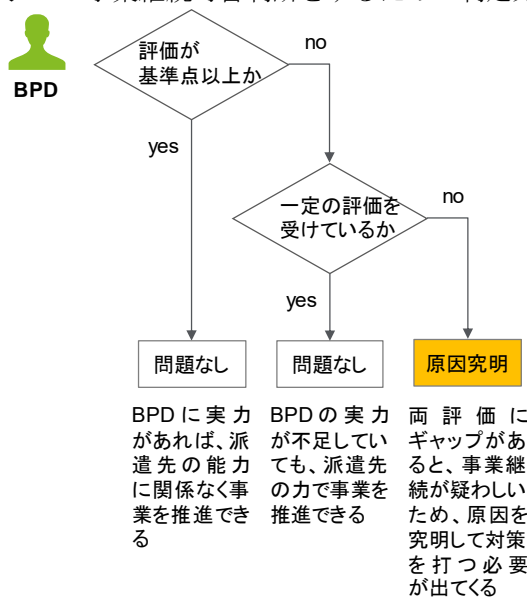 BPD
評価が
基準点以上か
no
yes
一定の評価を
受けているか
no
yes
問題なし
問題なし
原因究明
BPDに実力
があれば、派
遣先の能力
に関係なく事
業を推進でき
る
BPDの実力
が不足してい
ても、派遣先
の力で事業を
推進できる
両評価に
ギャップがあ
ると、事業継
続が疑わしい
ため、原因を
究明して対策
を打つ必要
が出てくる